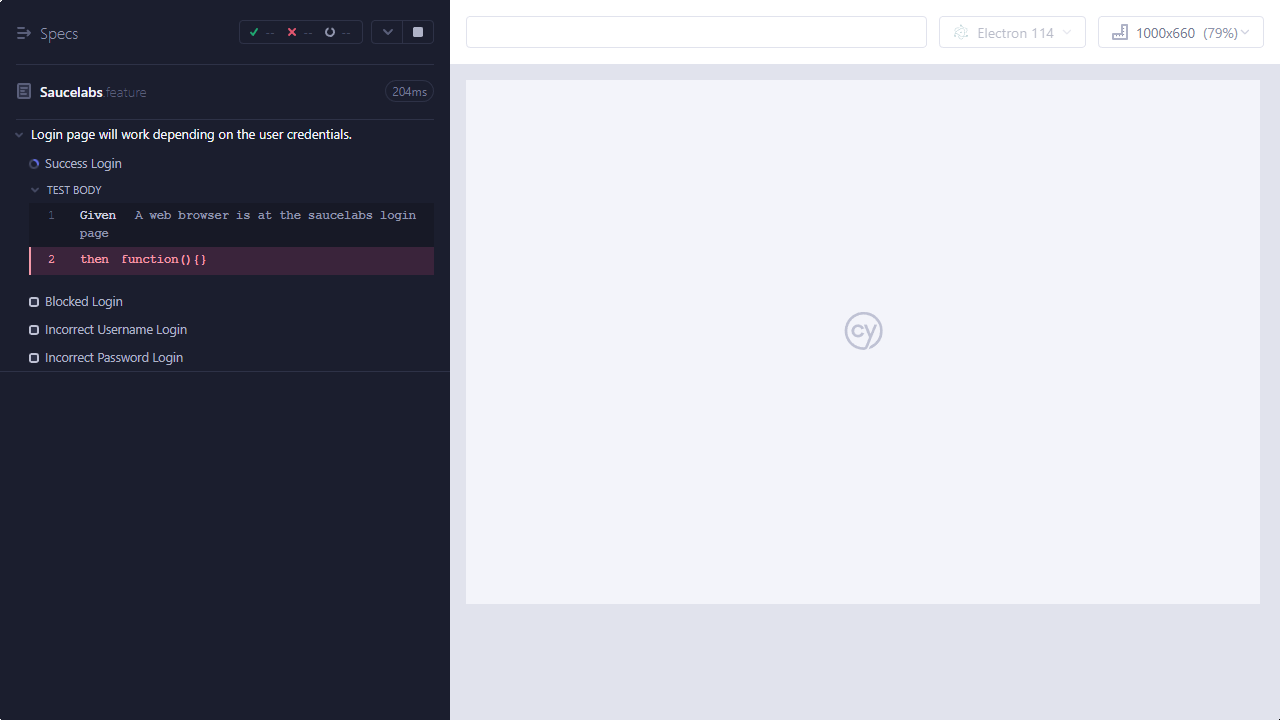 Specs
--
--
--
Electron 114
1000x660 (79%)
Saucelabs.feature
204ms
Login page will work depending on the user credentials.
Success Login
TEST BODY
1 Given A web browser is at the saucelabs login
page
2 then function(){}
Blocked Login
Incorrect Username Login
Incorrect Password Login
cy